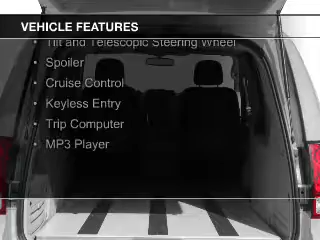 VEHICLE FEATURES
• Tilt and Telescopic Steering Wheel
• Spoiler
• Cruise Control
• Keyless Entry
• Trip Computer
• MP3 Player